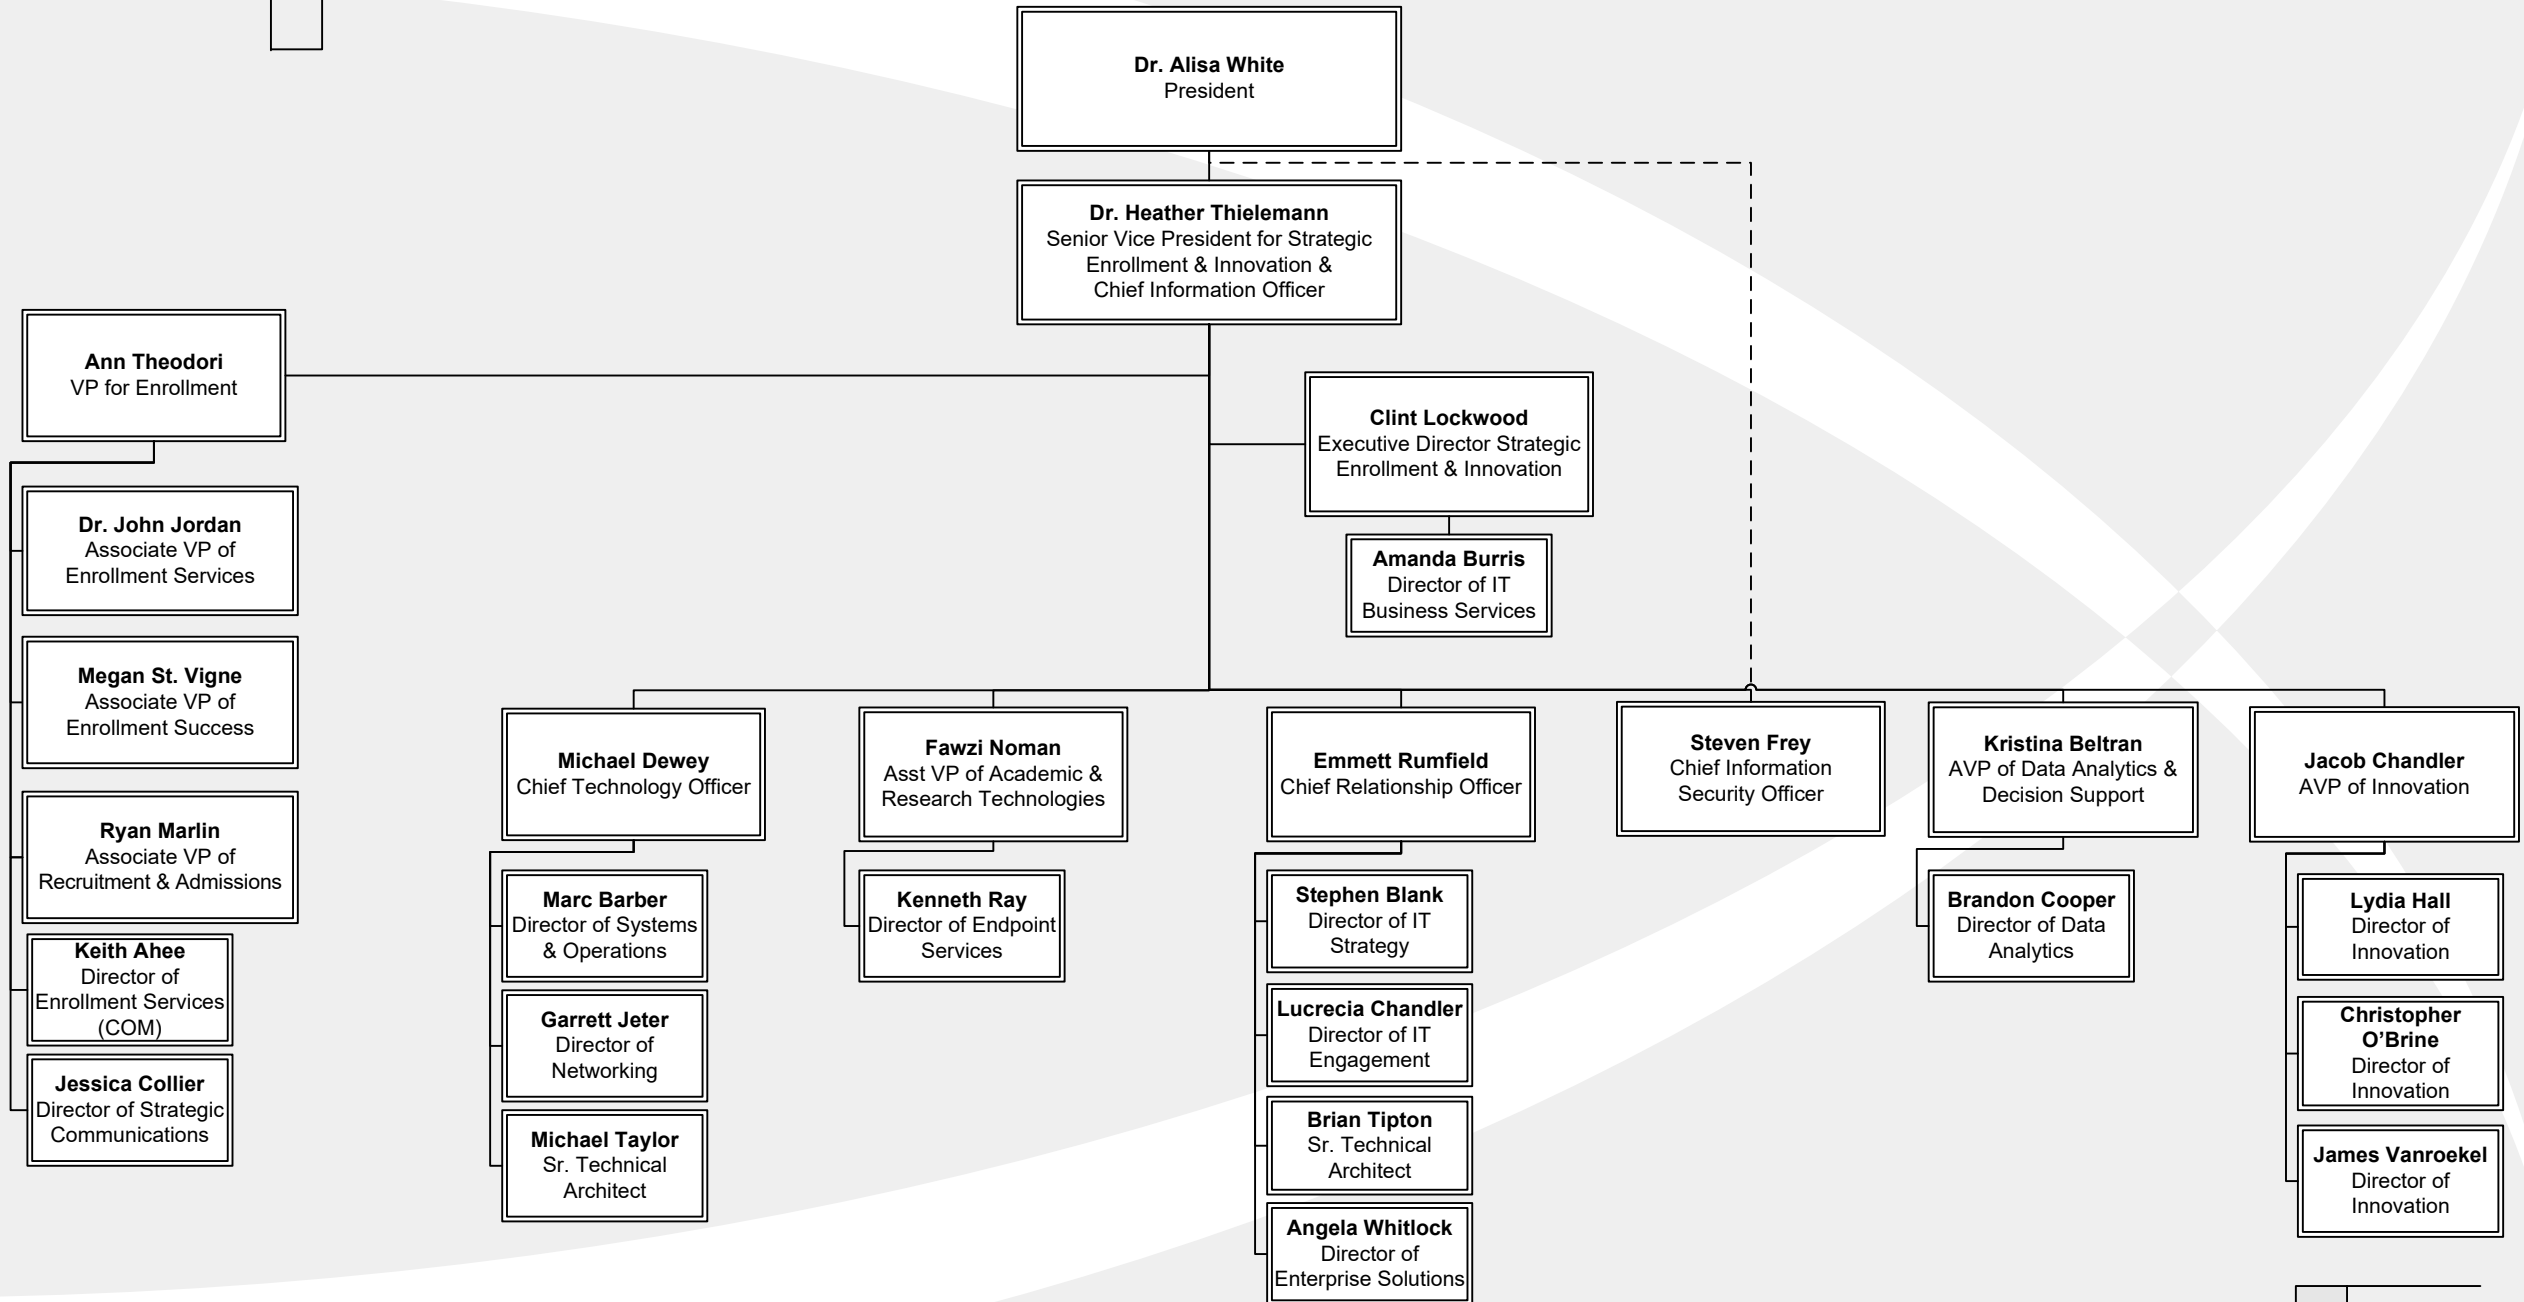 Dr. Alisa White
President
Dr. Heather Thielemann
Senior Vice President for Strategic
Enrollment & Innovation &
Chief Information Officer
Ann Theodori
VP for Enrollment
Clint Lockwood
Executive Director Strategic
Enrollment & Innovation
Amanda Burris
Director of IT
Business Services
Dr. John Jordan
Associate VP of
Enrollment Services
Megan St. Vigne
Associate VP of
Enrollment Success
Ryan Marlin
Associate VP of
Recruitment & Admissions
Keith Ahee
Director of
Enrollment Services
(COM)
Jessica Collier
Director of Strategic
Communications
Michael Dewey
Chief Technology Officer
Marc Barber
Director of Systems
& Operations
Garrett Jeter
Director of
Networking
Michael Taylor
Sr. Technical
Architect
Fawzi Noman
Asst VP of Academic &
Research Technologies
Kenneth Ray
Director of Endpoint
Services
Emmett Rumfield
Chief Relationship Officer
Stephen Blank
Director of IT
Strategy
Lucrecia Chandler
Director of IT
Engagement
Brian Tipton
Sr. Technical
Architect
Angela Whitlock
Director of
Enterprise Solutions
Steven Frey
Chief Information
Security Officer
Kristina Beltran
AVP of Data Analytics &
Decision Support
Brandon Cooper
Director of Data
Analytics
Jacob Chandler
AVP of Innovation
Lydia Hall
Director of
Innovation
Christopher
O’Brine
Director of
Innovation
James Vanroekel
Director of
Innovation